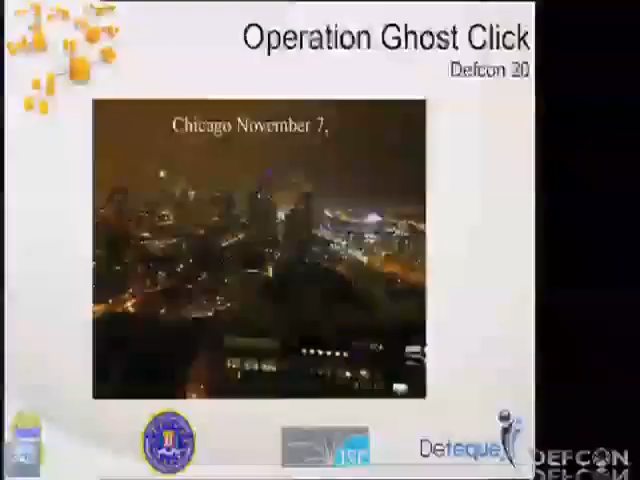 Operation Ghost Click
Defcon 20
Chicago November 7,
Deteque
DEFCON